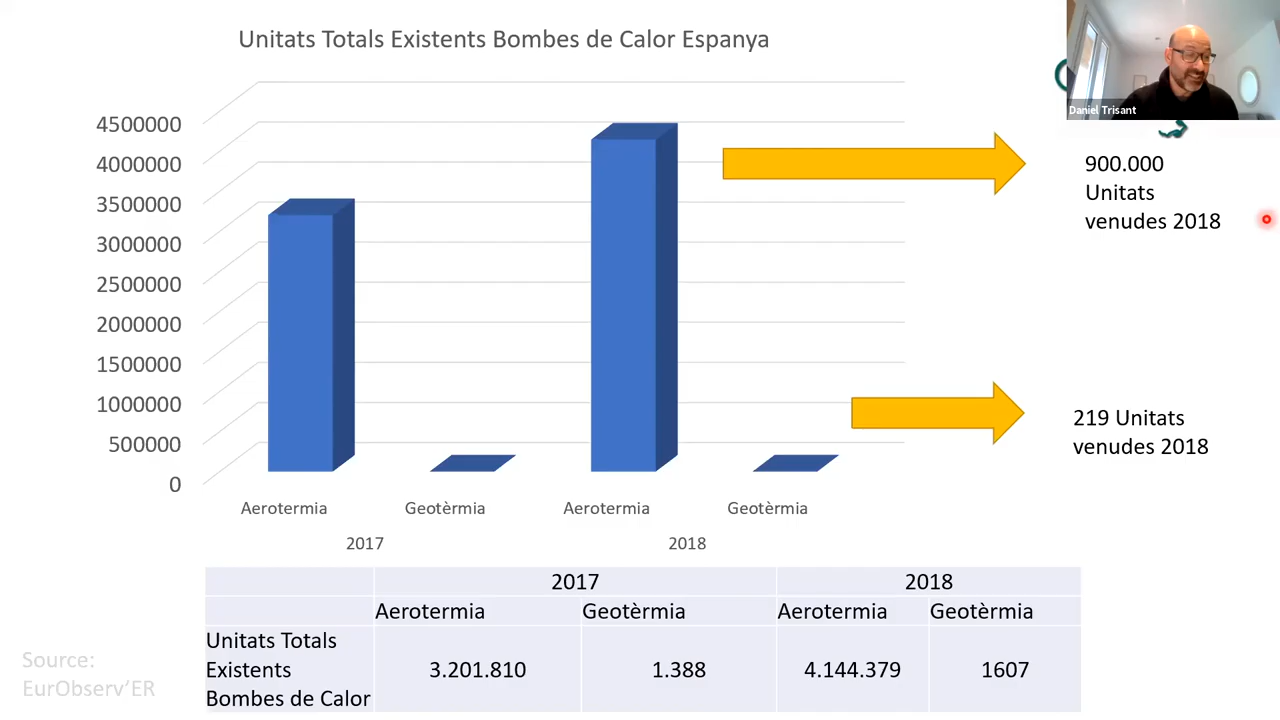 Unitats Totals Existents Bombes de Calor Espanya
Daniel Trisant
4500000
4000000
3500000
3000000
2500000
2000000
1500000
1000000
500000
0
Aerotermia
Geotèrmia
Aerotermia
Geotèrmia
2017
2018
900.000
Unitats
venudes 2018
219 Unitats
venudes 2018
2017 2018
Aerotermia Geotèrmia Aerotermia Geotèrmia
Unitats Totals
Existents
Bombes de Calor
3.201.810 1.388 4.144.379 1607
Source:
EurObserv’ER